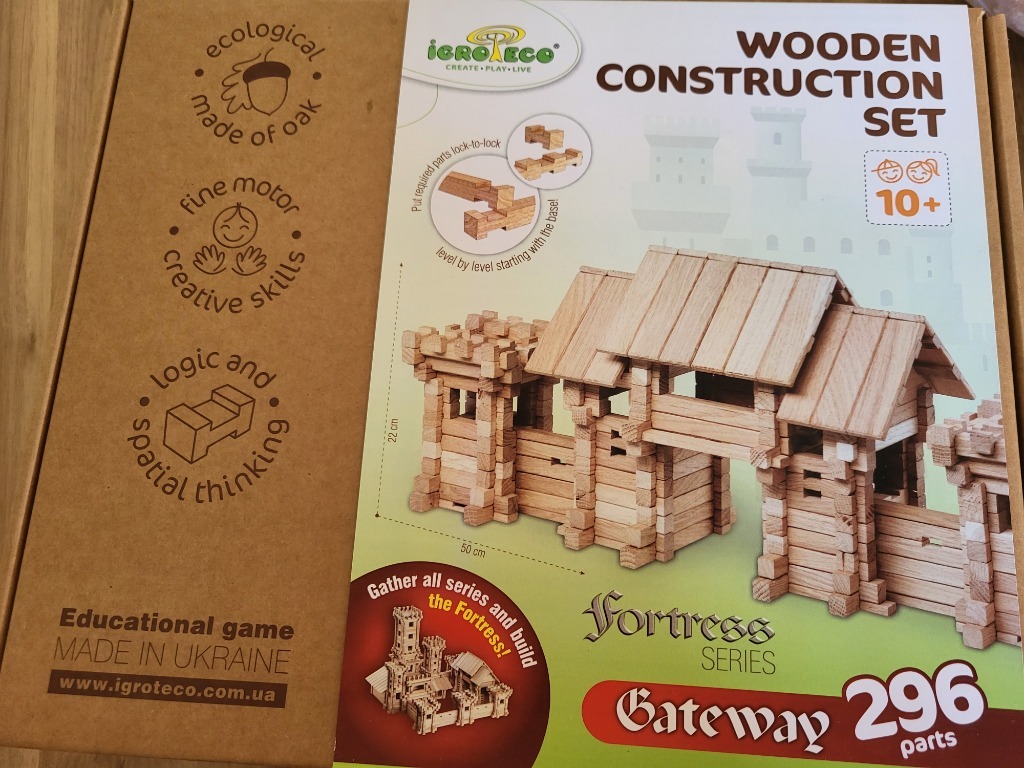 ecological
made of oak
fine motor
creative skills
logic and
spatial thinking
Educational game
MADE IN UKRAINE
www.igroteco.com.ua
iGROTECO®
CREATE • PLAY • LIVE
WOODEN
CONSTRUCTION
SET
10+
Put required parts lock-to-lock
level by level starting with the base!
22 cm
50 cm
Gather all series and build
the Fortress!
Fortress
SERIES
Gateway
296
parts